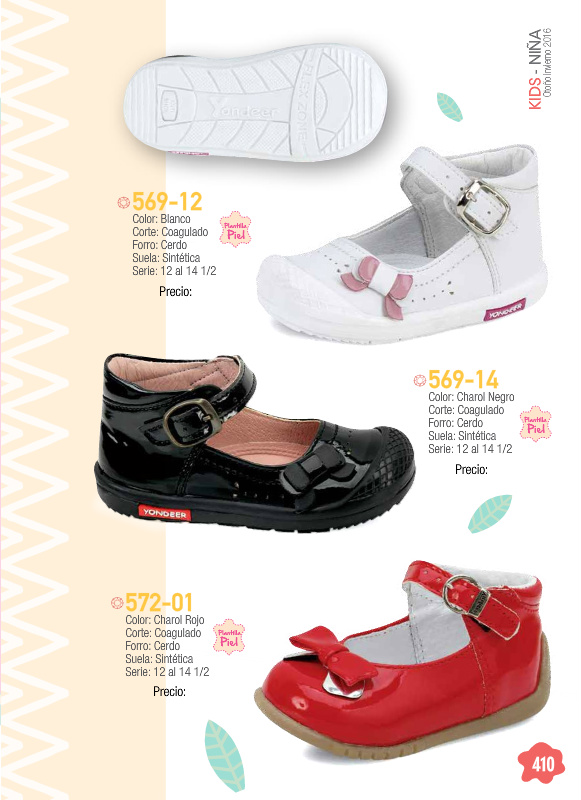 KIDS - NIÑA
Otoño Invierno 2016
Yondeer
FLEX ZONE
569-12
Color: Blanco
Corte: Coagulado
Forro: Cerdo
Suela: Sintética
Serie: 12 al 14 1/2
Plantilla
Piel
Precio:
YONDEER
569-14
Color: Charol Negro
Corte: Coagulado
Forro: Cerdo
Suela: Sintética
Serie: 12 al 14 1/2
Plantilla
Piel
Precio:
YONDEER
572-01
Color: Charol Rojo
Corte: Coagulado
Forro: Cerdo
Suela: Sintética
Serie: 12 al 14 1/2
Plantilla
Piel
Precio:
410